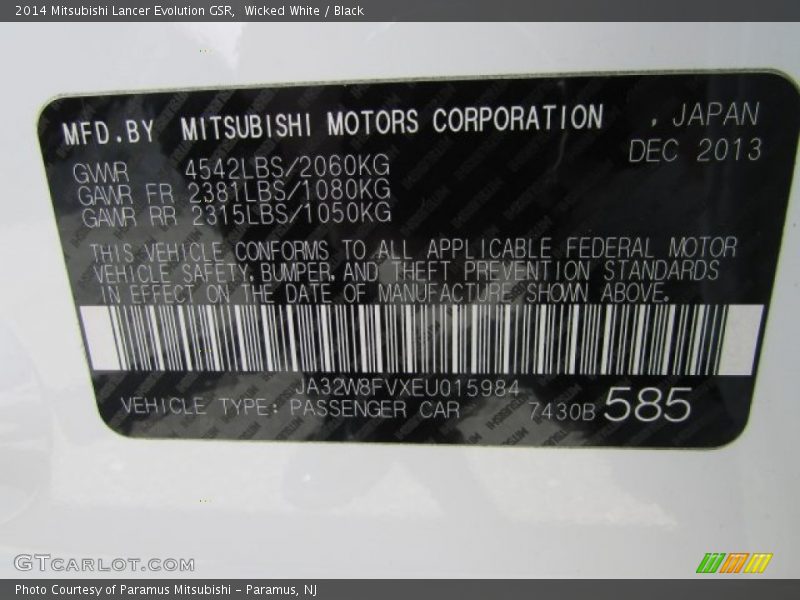 2014 Mitsubishi Lancer Evolution GSR,  Wicked White / Black
MFD.BY MITSUBISHI MOTORS CORPORATION , JAPAN
DEC 2013
GVWR 4542LBS/2060KG
GAWR FR 2381LBS/1080KG
GAWR RR 2315LBS/1050KG
THIS VEHICLE CONFORMS TO ALL APPLICABLE FEDERAL MOTOR
VEHICLE SAFETY, BUMPER, AND THEFT PREVENTION STANDARDS
IN EFFECT ON THE DATE OF MANUFACTURE SHOWN ABOVE.
JA32W8FVXEU015984
VEHICLE TYPE: PASSENGER CAR 7430B 585
GTCARLOT.COM
Photo Courtesy of Paramus Mitsubishi - Paramus, NJ